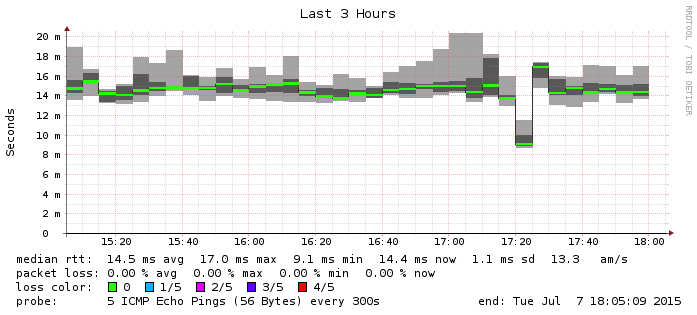 Last 3 Hours
RRDTOOL / TOBI OETIKER
Seconds
20 m
18 m
16 m
14 m
12 m
10 m
8 m
6 m
4 m
2 m
0
15:20 15:40 16:00 16:20 16:40 17:00 17:20 17:40 18:00
median rtt: 14.5 ms avg 17.0 ms max 9.1 ms min 14.4 ms now 1.1 ms sd 13.3 am/s
packet loss: 0.00 % avg 0.00 % max 0.00 % min 0.00 % now
loss color: 0 1/5 2/5 3/5 4/5
probe: 5 ICMP Echo Pings (56 Bytes) every 300s end: Tue Jul 7 18:05:09 2015